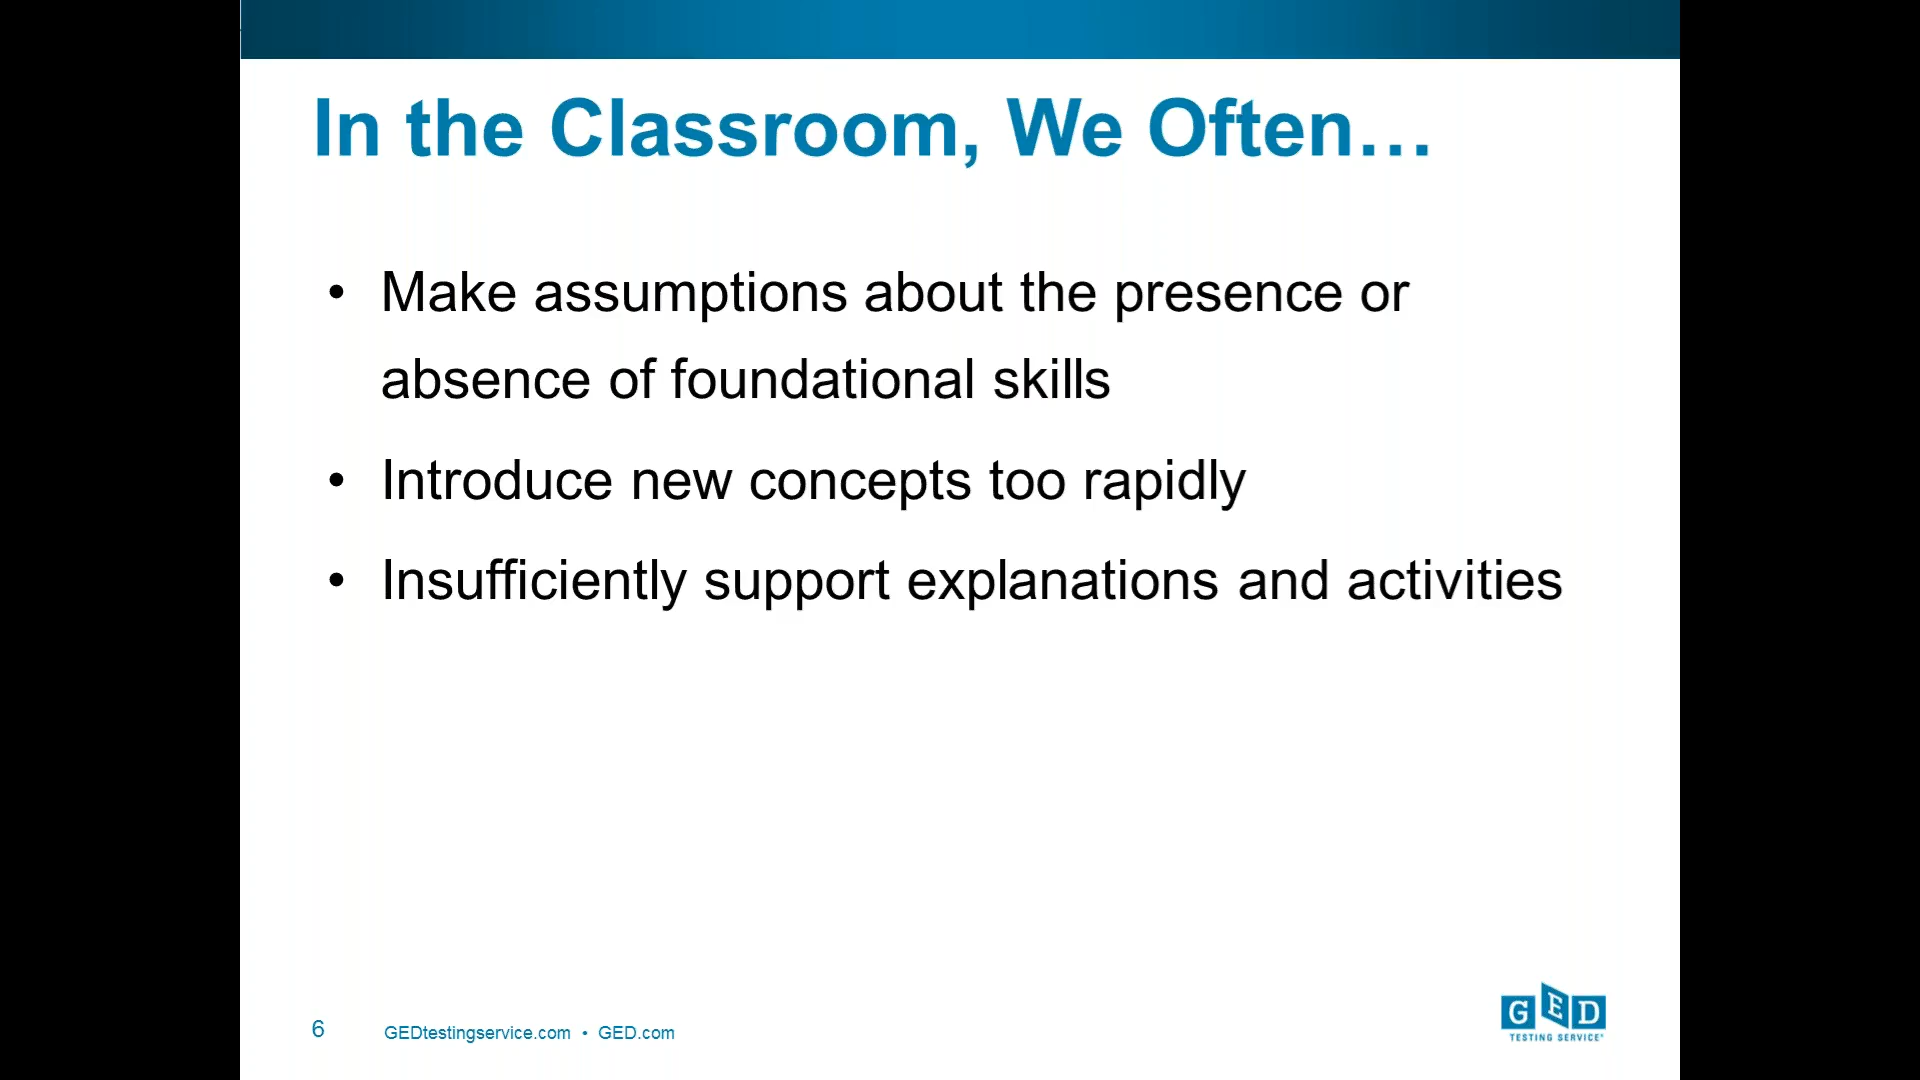 In the Classroom, We Often…
• Make assumptions about the presence or
absence of foundational skills
• Introduce new concepts too rapidly
• Insufficiently support explanations and activities
6 GEDtestingservice.com • GED.com
GED
TESTING SERVICE®